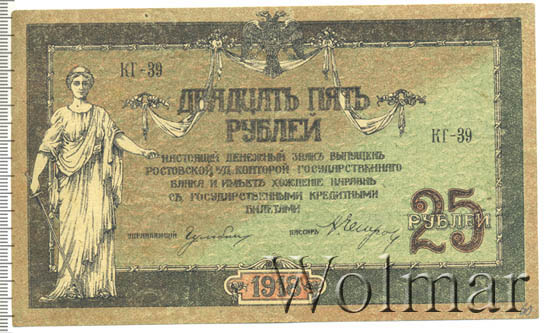 КГ-39
ДВАДЦАТЬ ПЯТЬ
РУБЛЕЙ
КГ-39
НАСТОЯЩІЙ ДЕНЕЖНЫЙ ЗНАКЪ ВЫПУЩЕНЪ
РОСТОВСКОЙ Н/Д КОНТОРОЙ ГОСУДАРСТВЕННАГО
БАНКА И ИМѢЕТЪ ХОЖДЕНІЕ НАРАВНѢ
СЪ ГОСУДАРСТВЕННЫМИ КРЕДИТНЫМИ
БИЛЕТАМИ
25
РУБЛЕЙ
УПРАВЛЯЮЩІЙ
КАССИРЪ
1918
Wolmar